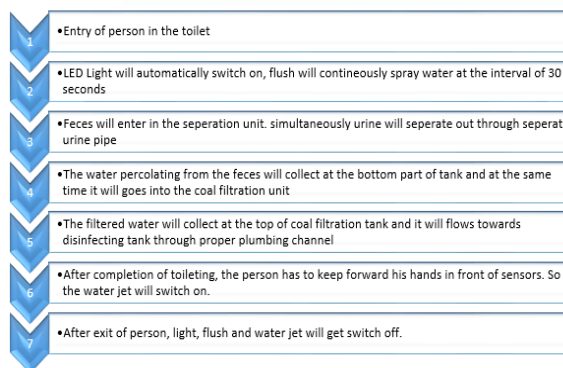 1
•Entry of person in the toilet
2
•LED Light will automatically switch on, flush will contineously spray water at the interval of 30
seconds
3
•Feces will enter in the seperation unit. simultaneously urine will seperate out through seperat
urine pipe
4
•The water percolating from the feces will collect at the bottom part of tank and at the same
time it will goes into the coal filtration unit
5
•The filtered water will collect at the top of coal filtration tank and it will flows towards
disinfecting tank through proper plumbing channel
6
•After completion of toileting, the person has to keep forward his hands in front of sensors. So
the water jet will switch on.
7
•After exit of person, light, flush and water jet will get switch off.